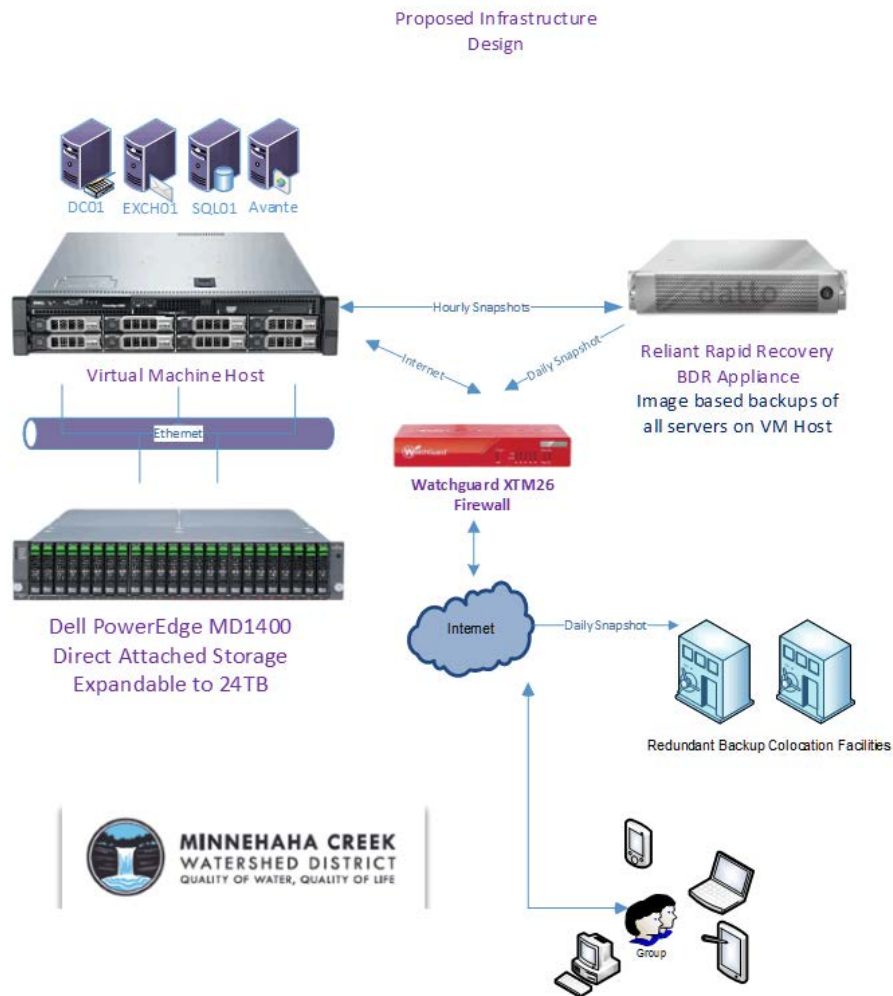 Proposed Infrastructure
Design
DC01
EXCH01
SQL01
Avante
Hourly Snapshots
datto
Virtual Machine Host
Internet
Daily Snapshot
Reliant Rapid Recovery
BDR Appliance
Image based backups of
all servers on VM Host
Ethernet
WatchGuard
Watchguard XTM26
Firewall
Dell PowerEdge MD1400
Direct Attached Storage
Expandable to 24TB
Internet
Daily Snapshot
Redundant Backup Colocation Facilities
MINNEHAHA CREEK
WATERSHED DISTRICT
QUALITY OF WATER, QUALITY OF LIFE
Group